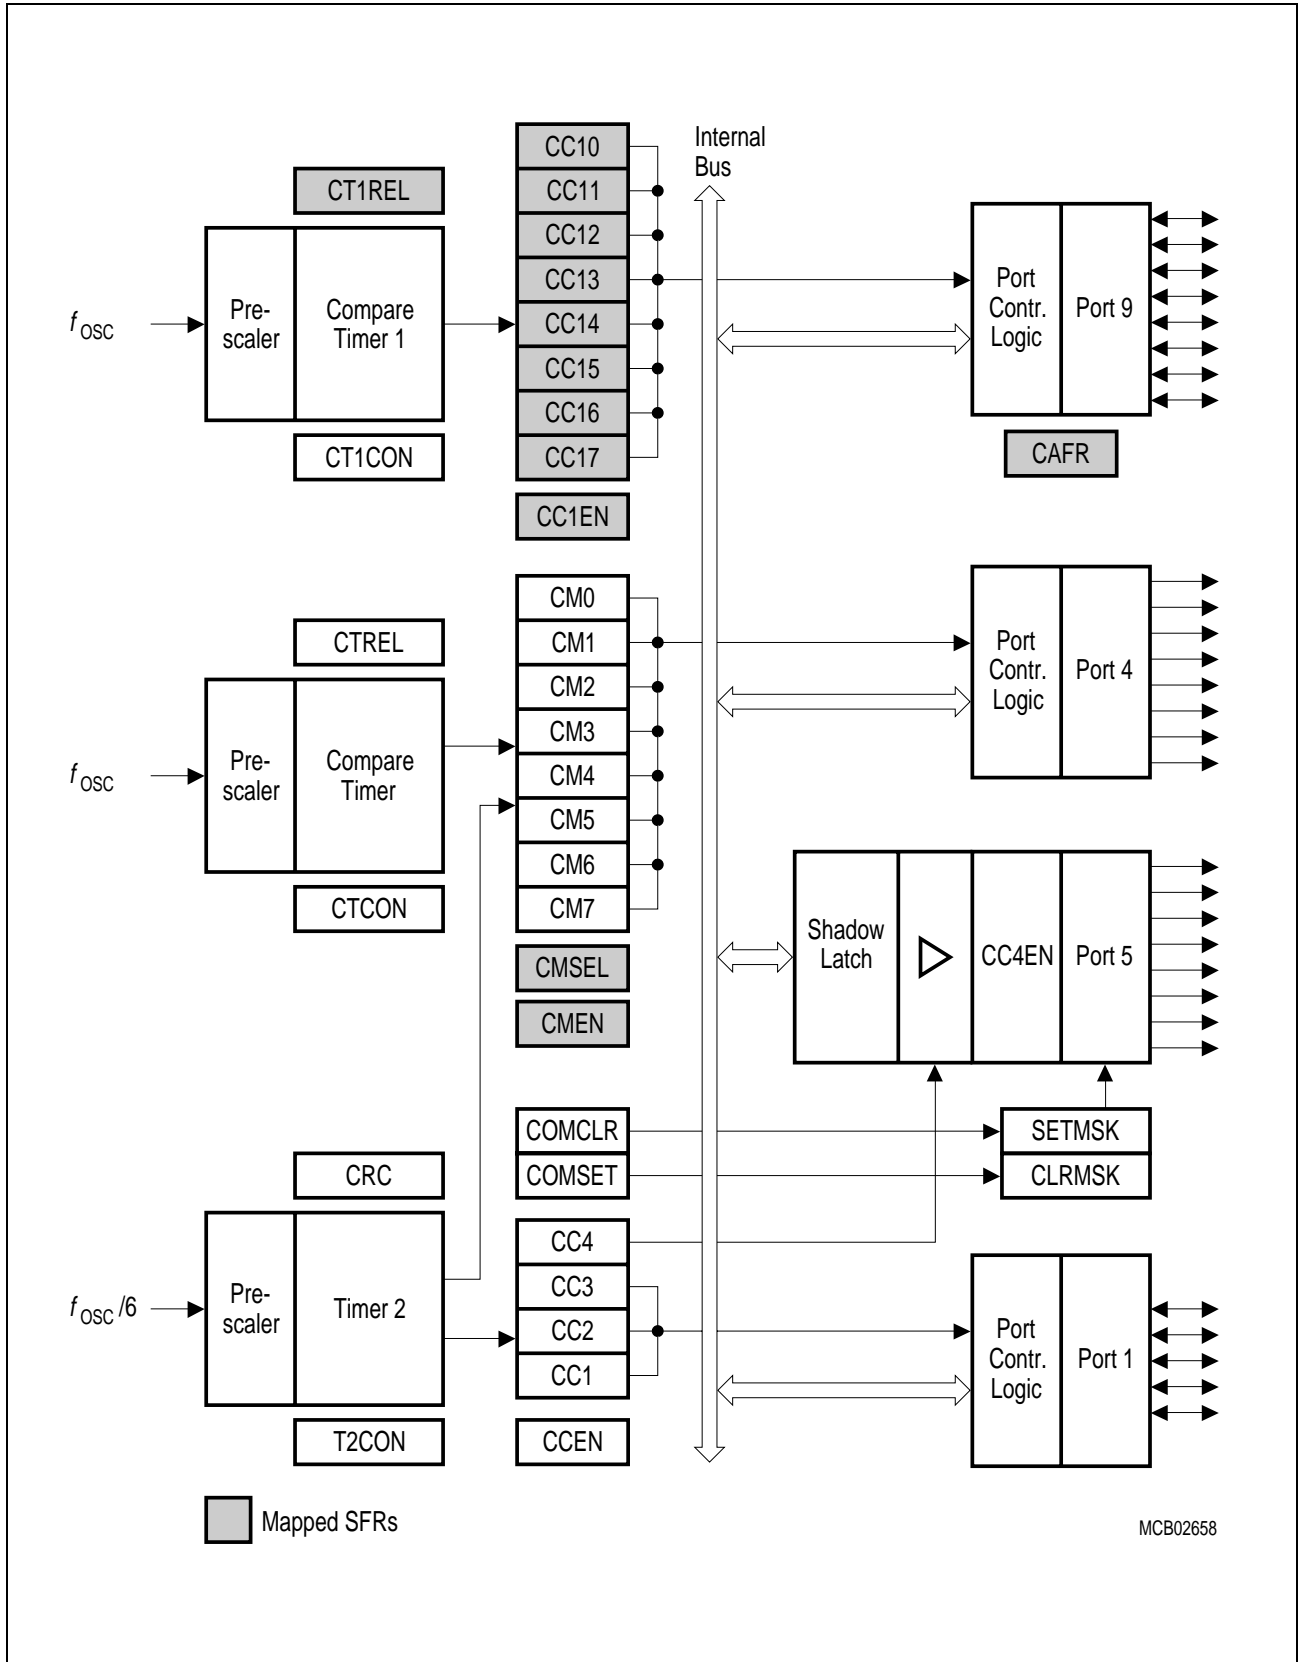 Internal
Bus
CC10
CC11
CC12
CC13
CC14
CC15
CC16
CC17
CC1EN
CT1REL
f OSC
Pre-
scaler
Compare
Timer 1
CT1CON
Port
Contr.
Logic
Port 9
CAFR
CM0
CM1
CM2
CM3
CM4
CM5
CM6
CM7
CMSEL
CMEN
CTREL
f OSC
Pre-
scaler
Compare
Timer
CTCON
Port
Contr.
Logic
Port 4
Shadow
Latch
CC4EN
Port 5
COMCLR
COMSET
SETMSK
CLRMSK
CRC
f OSC /6
Pre-
scaler
Timer 2
T2CON
CC4
CC3
CC2
CC1
CCEN
Port
Contr.
Logic
Port 1
Mapped SFRs
MCB02658